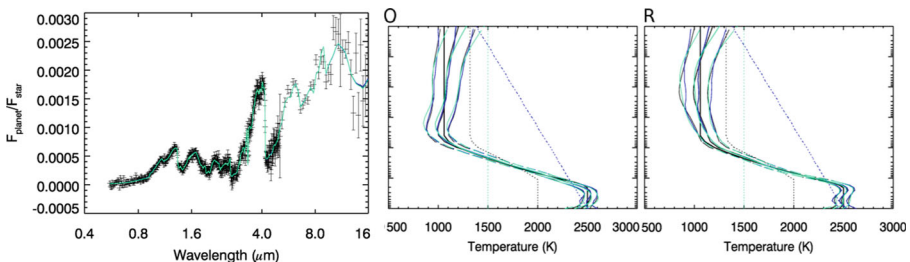 0.0030
0.0025
0.0020
0.0015
0.0010
0.0005
0.0000
-0.0005
F_planet/F_star
0.4 0.8 1.6 4.0 8.0 16
Wavelength (μm)
O
500 1000 1500 2000 2500 3000
Temperature (K)
R
500 1000 1500 2000 2500 3000
Temperature (K)